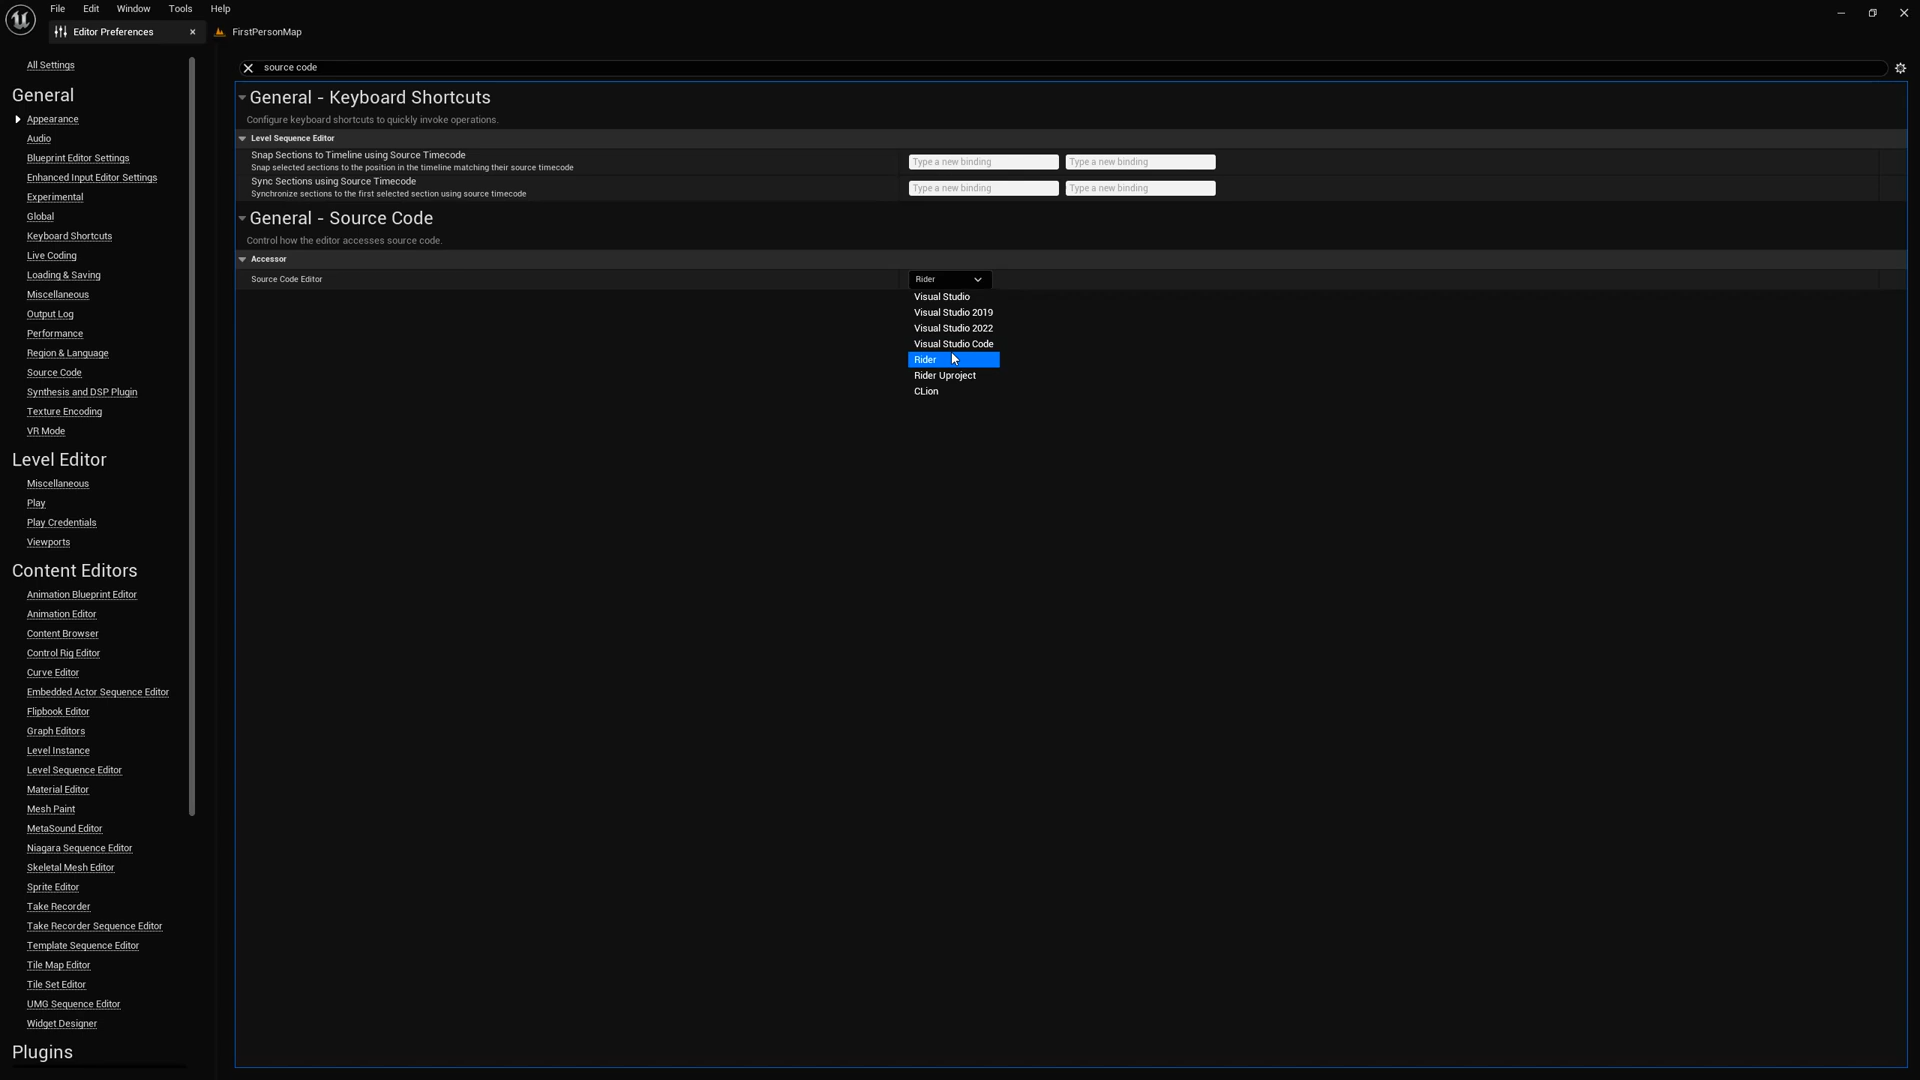 File Edit Window Tools Help
Editor Preferences
FirstPersonMap
All Settings
General
Appearance
Audio
Blueprint Editor Settings
Enhanced Input Editor Settings
Experimental
Global
Keyboard Shortcuts
Live Coding
Loading & Saving
Miscellaneous
Output Log
Performance
Region & Language
Source Code
Synthesis and DSP Plugin
Texture Encoding
VR Mode
Level Editor
Miscellaneous
Play
Play Credentials
Viewports
Content Editors
Animation Blueprint Editor
Animation Editor
Content Browser
Control Rig Editor
Curve Editor
Embedded Actor Sequence Editor
Flipbook Editor
Graph Editors
Level Instance
Level Sequence Editor
Material Editor
Mesh Paint
MetaSound Editor
Niagara Sequence Editor
Skeletal Mesh Editor
Sprite Editor
Take Recorder
Take Recorder Sequence Editor
Template Sequence Editor
Tile Map Editor
Tile Set Editor
UMG Sequence Editor
Widget Designer
Plugins
source code
General - Keyboard Shortcuts
Configure keyboard shortcuts to quickly invoke operations.
Level Sequence Editor
Snap Sections to Timeline using Source Timecode
Snap selected sections to the position in the timeline matching their source timecode
Type a new binding Type a new binding
Sync Sections using Source Timecode
Synchronize sections to the first selected section using source timecode
Type a new binding Type a new binding
General - Source Code
Control how the editor accesses source code.
Accessor
Source Code Editor
Rider
Visual Studio
Visual Studio 2019
Visual Studio 2022
Visual Studio Code
Rider
Rider Uproject
CLion